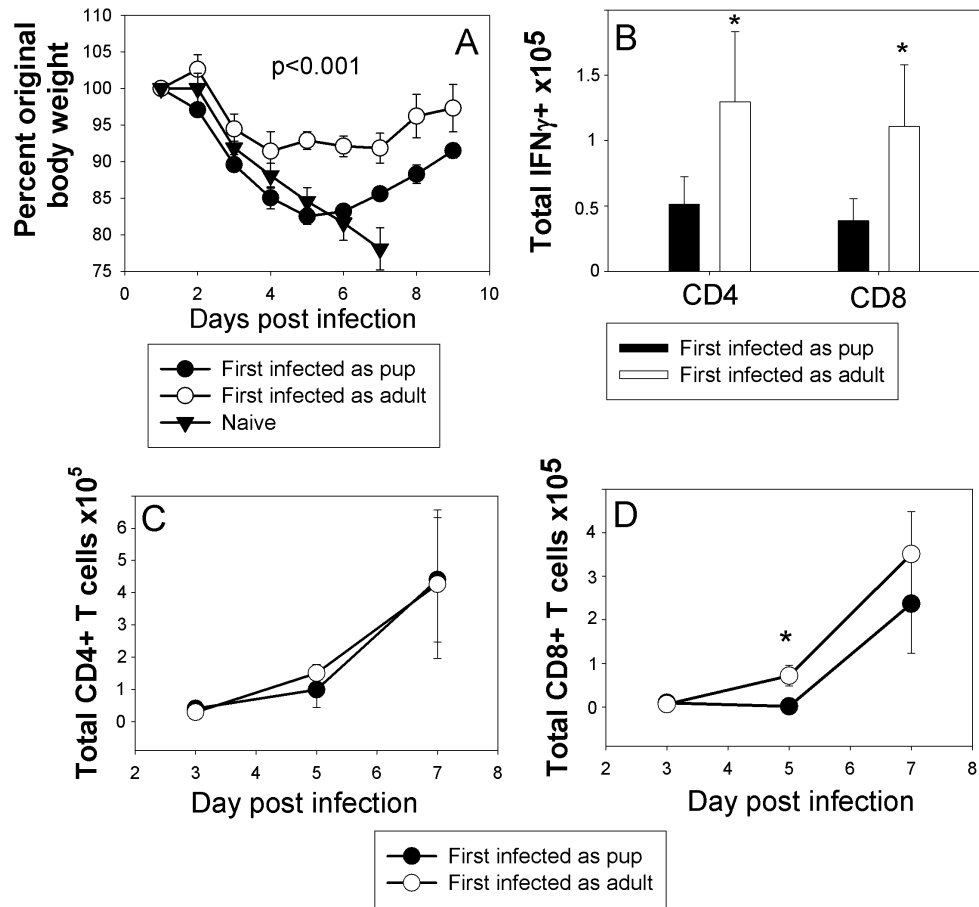 A
p<0.001
Percent original
body weight
110
105
100
95
90
85
80
75
0
2
4
6
8
10
Days post infection
First infected as pup
First infected as adult
Naive
B
Total IFNγ+ x10⁵
1.5
1
0.5
0
*
*
CD4
CD8
First infected as pup
First infected as adult
C
Total CD4+ T cells x10⁵
6
5
4
3
2
1
0
2
3
4
5
6
7
8
Day post infection
D
Total CD8+ T cells x10⁵
4
3
2
1
0
*
2
3
4
5
6
7
8
Day post infection
First infected as pup
First infected as adult